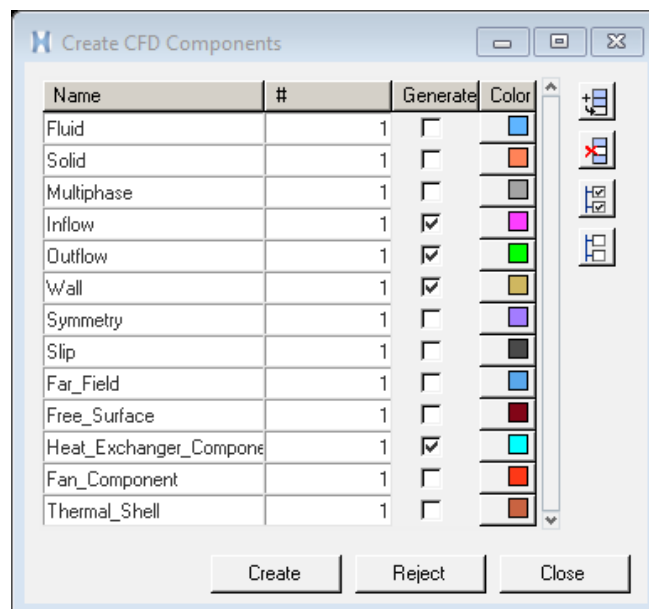 Create CFD Components
Name # Generate Color
Fluid 1
Solid 1
Multiphase 1
Inflow 1
Outflow 1
Wall 1
Symmetry 1
Slip 1
Far_Field 1
Free_Surface 1
Heat_Exchanger_Compone 1
Fan_Component 1
Thermal_Shell 1
Create Reject Close